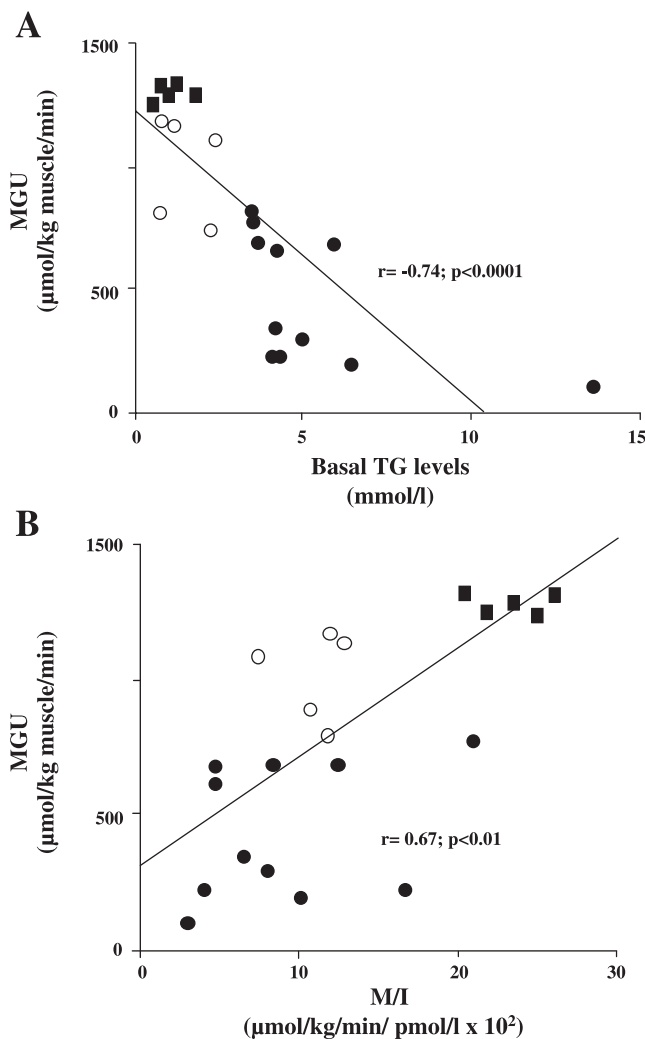 A
1500
500
0
MGU
(µmol/kg muscle/min)
r= -0.74; p<0.0001
0
5
10
15
Basal TG levels
(mmol/l)
B
1500
500
0
MGU
(µmol/kg muscle/min)
r= 0.67; p<0.01
0
10
20
30
M/I
(µmol/kg/min/ pmol/l x 10²)